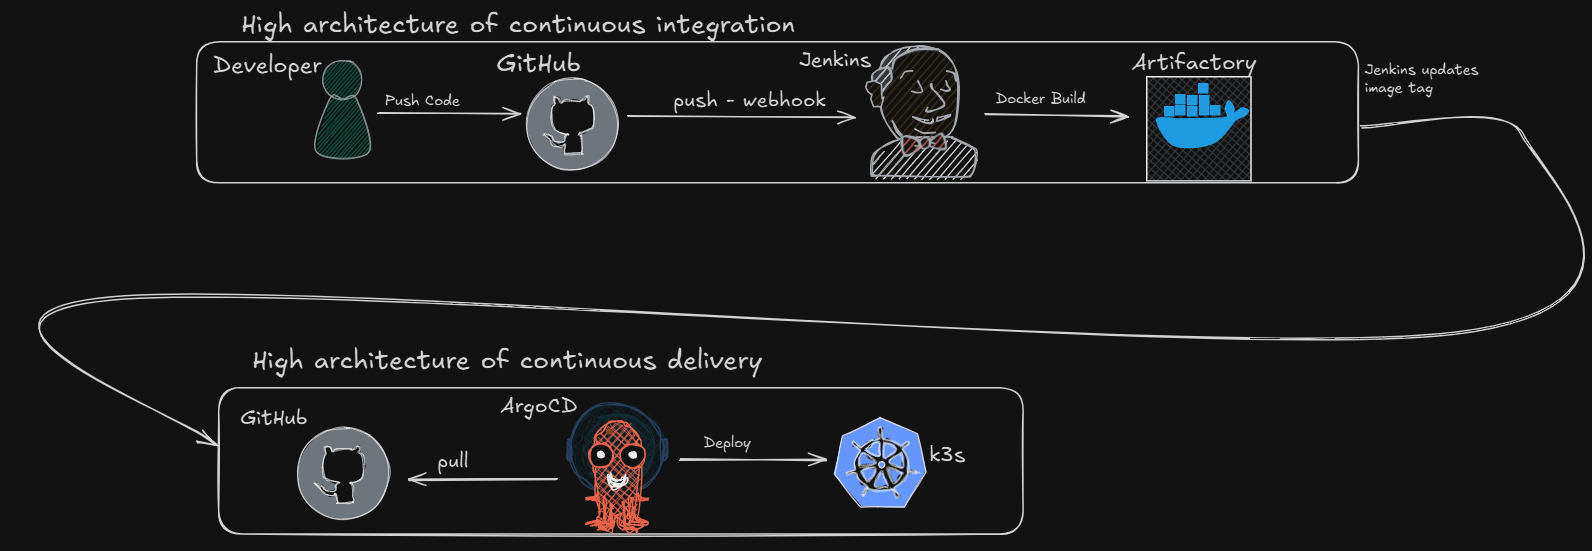 High architecture of continuous integration
Developer
GitHub
Jenkins
Artifactory
Push Code
push - webhook
Docker Build
Jenkins updates
image tag
High architecture of continuous delivery
GitHub
ArgoCD
pull
Deploy
k3s